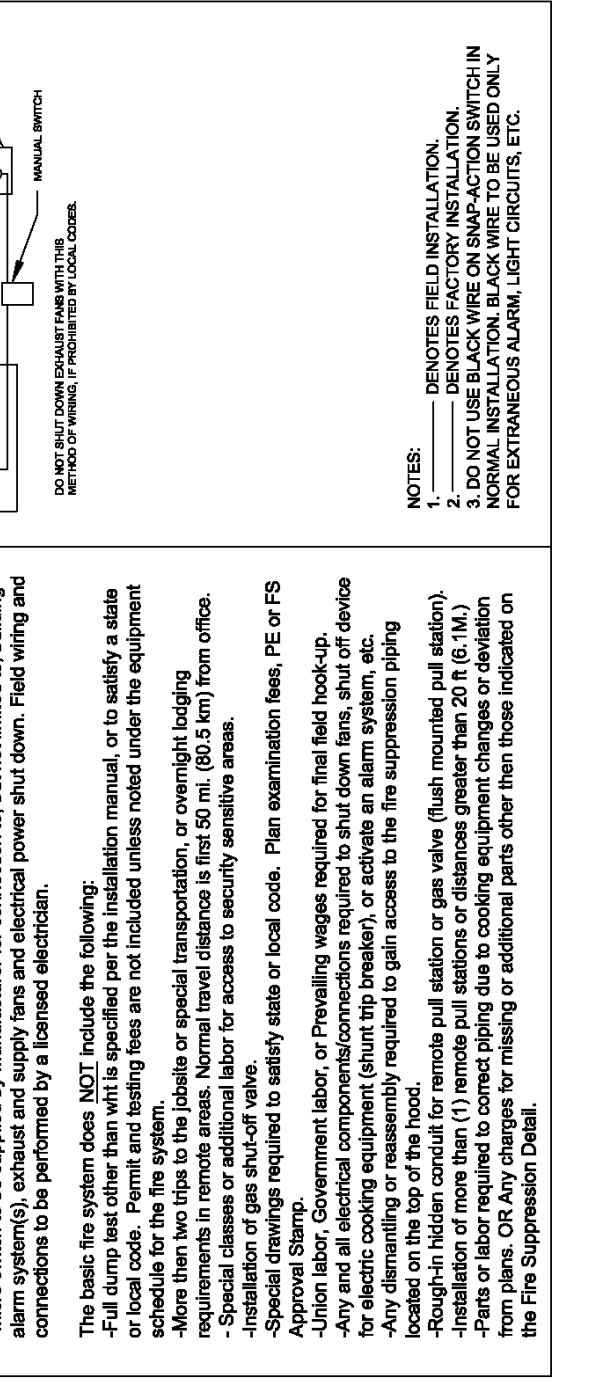 alarm system(s), exhaust and supply fans and electrical power shut down. Field wiring and
connections to be performed by a licensed electrician.
The basic fire system does NOT include the following:
-Full dump test other than wht is specified per the installation manual, or to satisfy a state
or local code. Permit and testing fees are not included unless noted under the equipment
schedule for the fire system.
-More then two trips to the jobsite or special transportation, or overnight lodging
requirements in remote areas. Normal travel distance is first 50 mi. (80.5 km) from office.
- Special classes or additional labor for access to security sensitive areas.
-Installation of gas shut-off valve.
-Special drawings required to satisfy state or local code. Plan examination fees, PE or FS
Approval Stamp.
-Union labor, Government labor, or Prevailing wages required for final field hook-up.
-Any and all electrical components/connections required to shut down fans, shut off device
for electric cooking equipment (shunt trip breaker), or activate an alarm system, etc.
-Any dismantling or reassembly required to gain access to the fire suppression piping
located on the top of the hood.
-Rough-in hidden conduit for remote pull station or gas valve (flush mounted pull station).
-Installation of more than (1) remote pull stations or distances greater than 20 ft (6.1M.)
-Parts or labor required to correct piping due to cooking equipment changes or deviation
from plans. OR Any charges for missing or additional parts other then those indicated on
the Fire Suppression Detail.
MANUAL SWITCH
DO NOT SHUT DOWN EXHAUST FANS WITH THIS
METHOD OF WIRING, IF PROHIBITED BY LOCAL CODES.
NOTES:
1. ——— DENOTES FIELD INSTALLATION.
2. ——— DENOTES FACTORY INSTALLATION.
3. DO NOT USE BLACK WIRE ON SNAP-ACTION SWITCH IN
NORMAL INSTALLATION. BLACK WIRE TO BE USED ONLY
FOR EXTRANEOUS ALARM, LIGHT CIRCUITS, ETC.